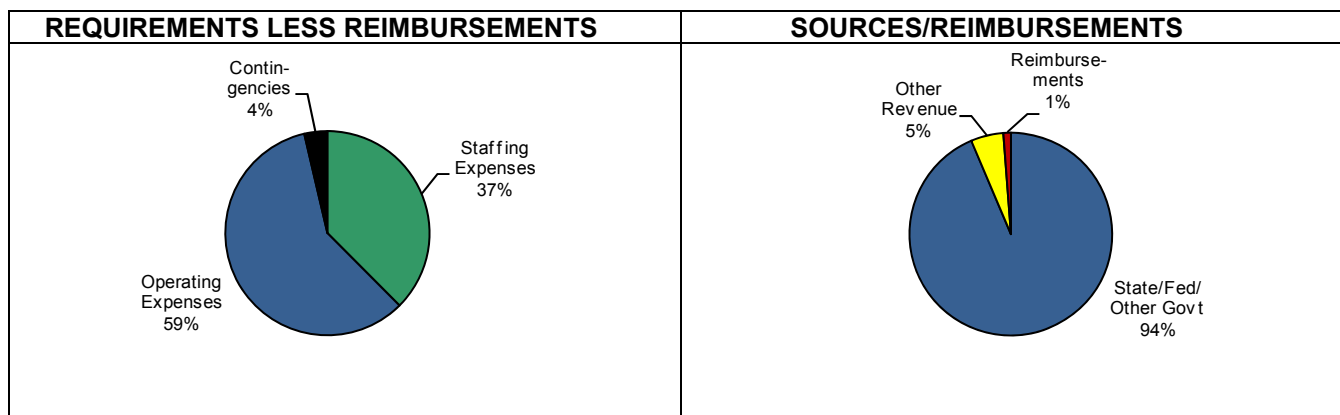 REQUIREMENTS LESS REIMBURSEMENTS
Contin-
gencies
4%
Staffing
Expenses
37%
Operating
Expenses
59%
SOURCES/REIMBURSEMENTS
Reimburse-
ments
1%
Other
Revenue
5%
State/Fed/
Other Govt
94%